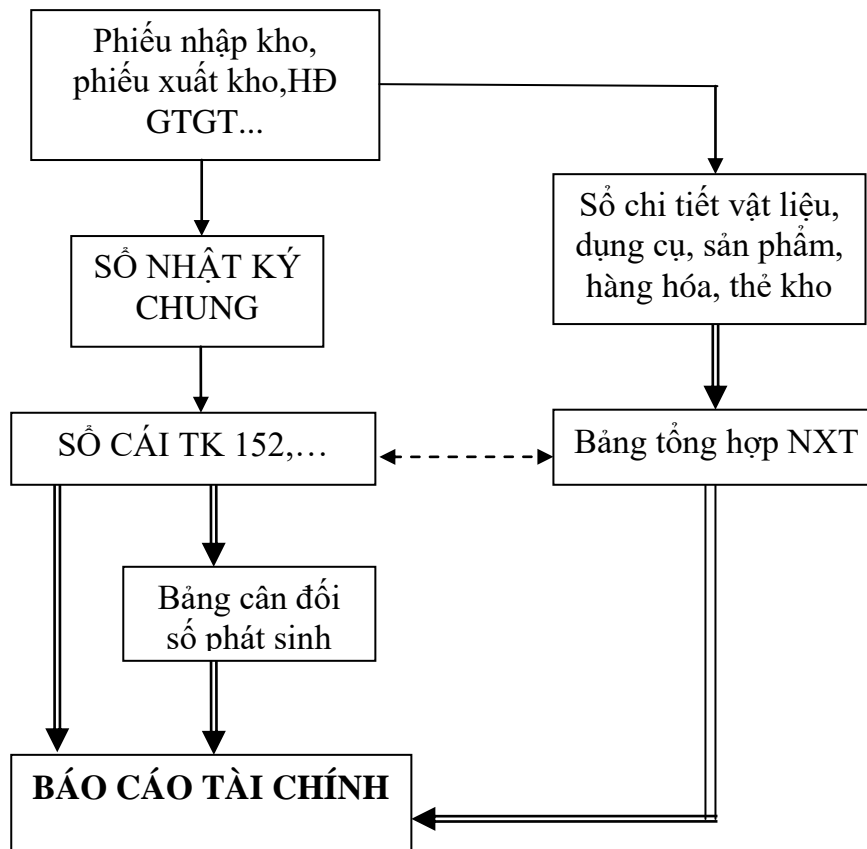 Phiếu nhập kho,
phiếu xuất kho,HĐ
GTGT...
Sổ chi tiết vật liệu,
dụng cụ, sản phẩm,
hàng hóa, thẻ kho
SỔ NHẬT KÝ
CHUNG
SỔ CÁI TK 152,…
Bảng tổng hợp NXT
Bảng cân đối
số phát sinh
BÁO CÁO TÀI CHÍNH